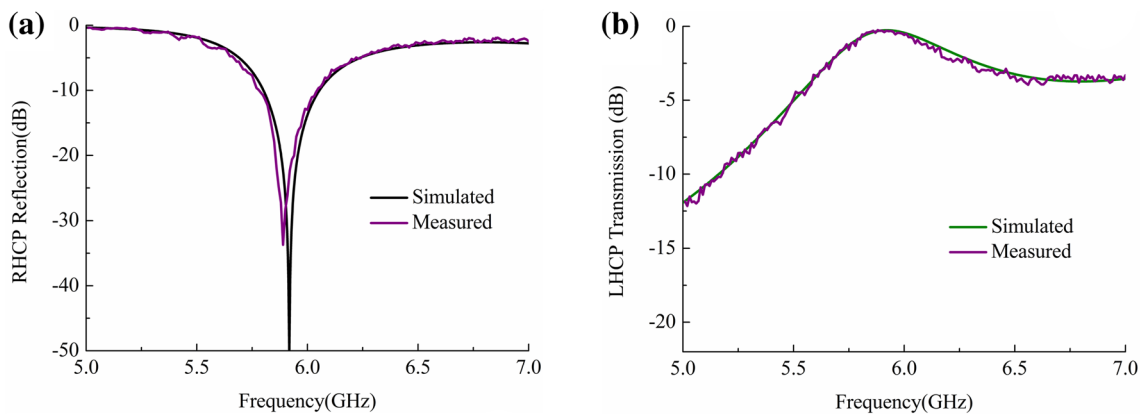 (a)
RHCP Reflection(dB)
0
-10
-20
-30
-40
-50
Simulated
Measured
5.0 5.5 6.0 6.5 7.0
Frequency(GHz)
(b)
LHCP Transmission (dB)
0
-5
-10
-15
-20
Simulated
Measured
5.0 5.5 6.0 6.5 7.0
Frequency(GHz)